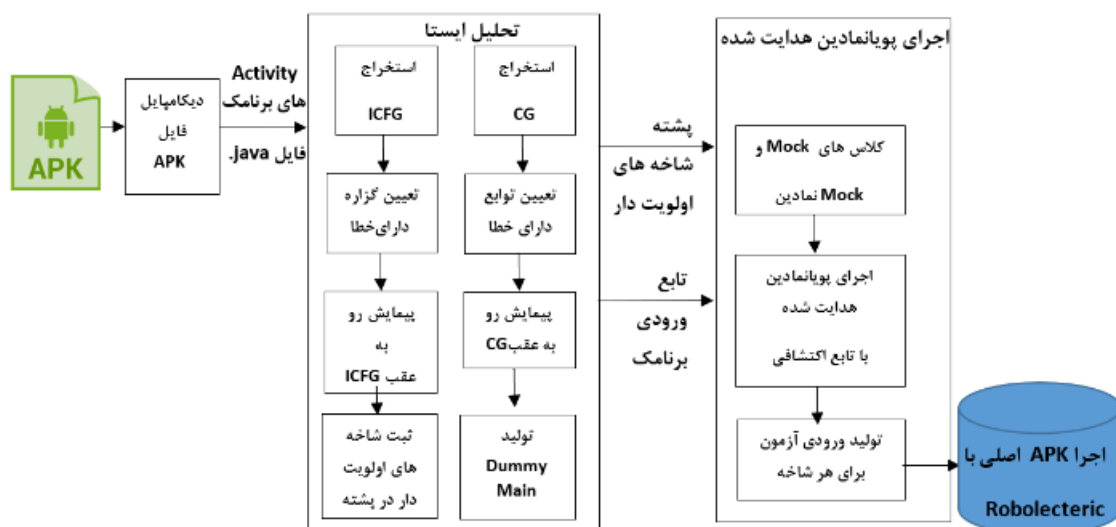 APK
دیکامپایل
فایل
APK
Activity
های برنامک
فایل java.
تحلیل ایستا
استخراج
ICFG
تعیین گزاره
دارای‌خطا
پیمایش رو
به
عقب ICFG
ثبت شاخه
های اولویت
دار در پشته
استخراج
CG
تعیین توابع
دارای خطا
پیمایش رو
به عقبCG
تولید
Dummy
Main
پشته
شاخه های
اولویت دار
تابع
ورودی
برنامک
اجرای پویانمادین هدایت شده
کلاس های Mock و
Mock نمادین
اجرای پویانمادین
هدایت شده
با تابع اکتشافی
تولید ورودی آزمون
برای هر شاخه
اجرا APK اصلی با
Robolecteric